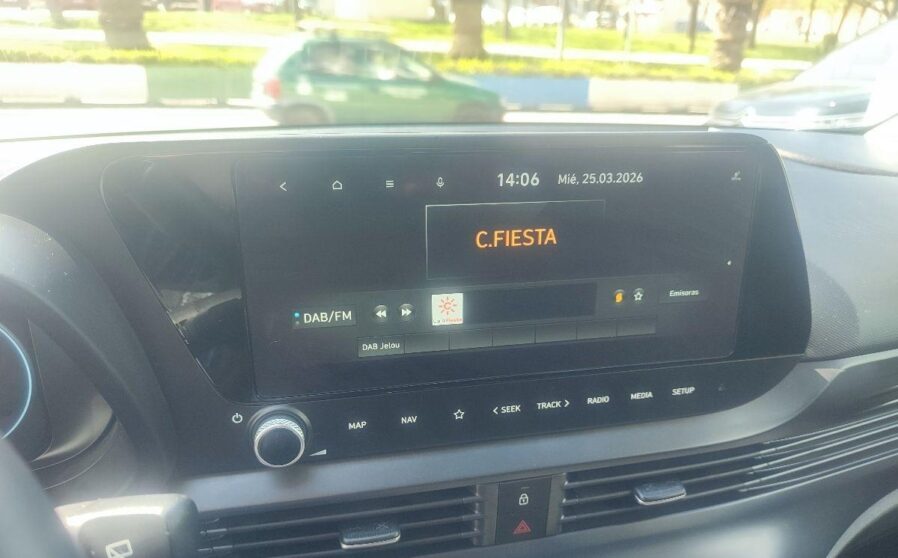 14:06 Mié, 25.03.2026
C.FIESTA
DAB/FM
Emisoras
DAB Jelou
MAP NAV < SEEK TRACK > RADIO MEDIA SETUP